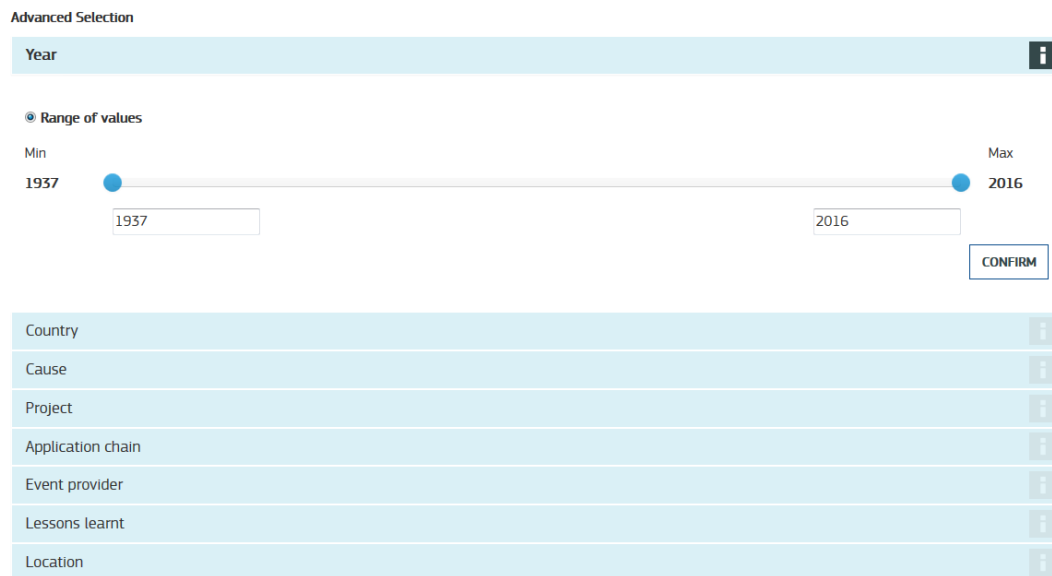 Advanced Selection
Year
i
Range of values
Min Max
1937 2016
1937 2016
CONFIRM
Country i
Cause i
Project i
Application chain i
Event provider i
Lessons learnt i
Location i